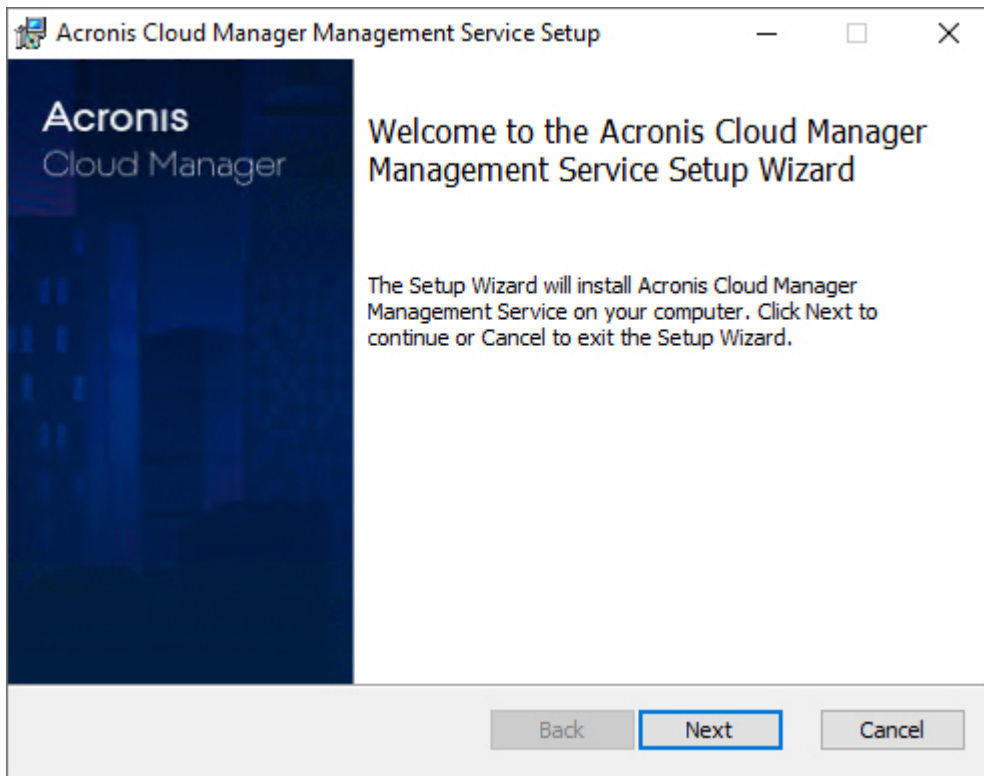 Acronis Cloud Manager Management Service Setup
Acronis
Cloud Manager
Welcome to the Acronis Cloud Manager
Management Service Setup Wizard
The Setup Wizard will install Acronis Cloud Manager
Management Service on your computer. Click Next to
continue or Cancel to exit the Setup Wizard.
Back Next Cancel